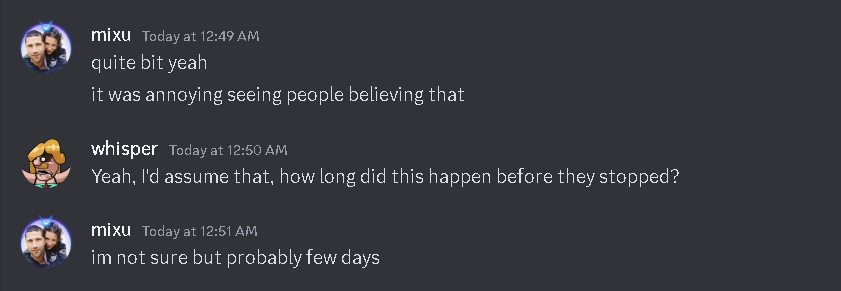 mixu Today at 12:49 AM
quite bit yeah
it was annoying seeing people believing that
whisper Today at 12:50 AM
Yeah, I'd assume that, how long did this happen before they stopped?
mixu Today at 12:51 AM
im not sure but probably few days